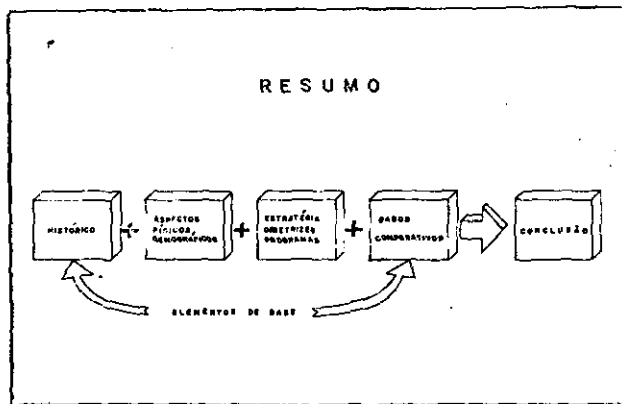 RESUMO
HISTÓRICO
+
ASPECTOS
FÍSICOS,
DEMOGRÁFICOS
+
ESTRATÉGIA
DIRETRIZES
PROGRAMAS
+
DADOS
COMPARATIVOS
CONCLUSÃO
ELEMENTOS DE BASE